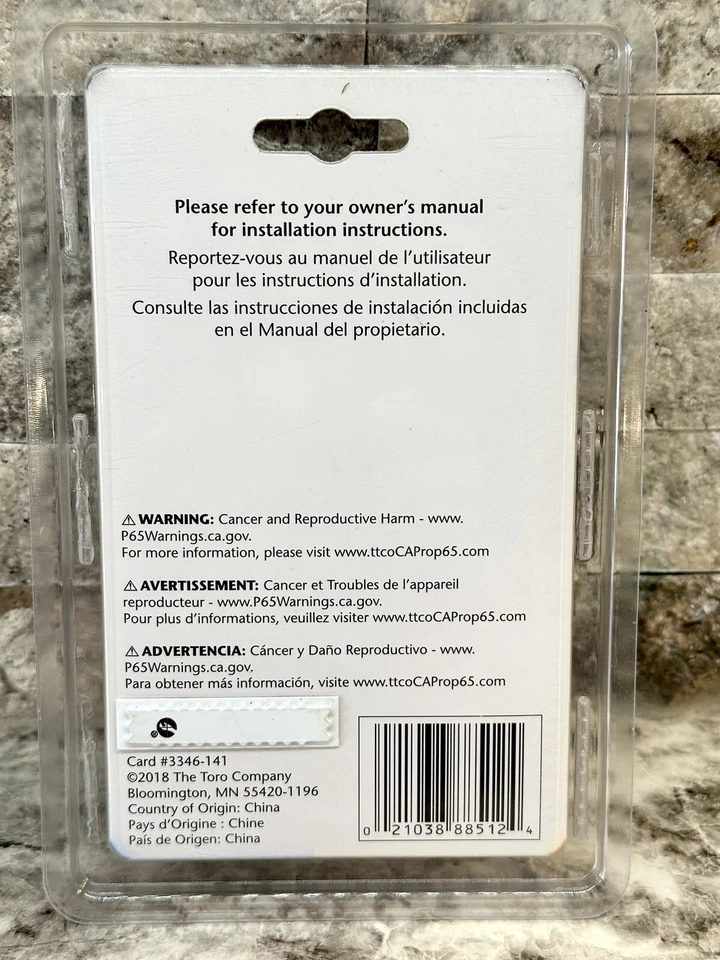 Please refer to your owner's manual
for installation instructions.
Reportez-vous au manuel de l'utilisateur
pour les instructions d'installation.
Consulte las instrucciones de instalación incluidas
en el Manual del propietario.
⚠ WARNING: Cancer and Reproductive Harm - www.
P65Warnings.ca.gov.
For more information, please visit www.ttcoCAProp65.com
⚠ AVERTISSEMENT: Cancer et Troubles de l'appareil
reproducteur - www.P65Warnings.ca.gov.
Pour plus d'informations, veuillez visiter www.ttcoCAProp65.com
⚠ ADVERTENCIA: Cáncer y Daño Reproductivo - www.
P65Warnings.ca.gov.
Para obtener más información, visite www.ttcoCAProp65.com
®
Card #3346-141
©2018 The Toro Company
Bloomington, MN 55420-1196
Country of Origin: China
Pays d'Origine : Chine
País de Origen: China
0 21038 88512 4